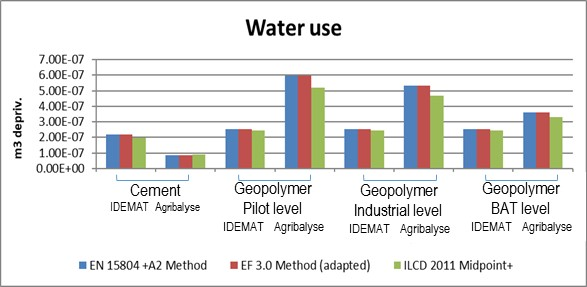 Water use
m3 depriv.
7.00E-07
6.00E-07
5.00E-07
4.00E-07
3.00E-07
2.00E-07
1.00E-07
0.00E+00
Cement
IDEMAT Agribalyse
Geopolymer
Pilot level
IDEMAT Agribalyse
Geopolymer
Industrial level
IDEMAT Agribalyse
Geopolymer
BAT level
IDEMAT Agribalyse
EN 15804 +A2 Method EF 3.0 Method (adapted) ILCD 2011 Midpoint+